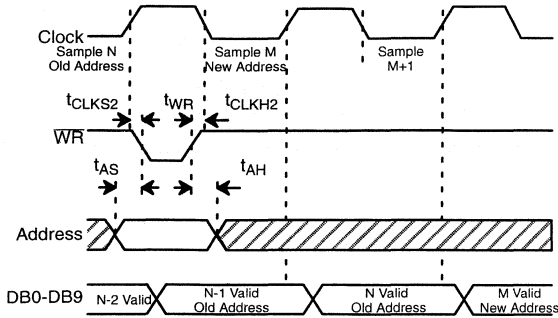 Clock
Sample N
Old Address
Sample M
New Address
Sample
M+1
tCLKS2
tWR
tCLKH2
WR
tAS
tAH
Address
DB0-DB9
N-2 Valid
N-1 Valid
Old Address
N Valid
Old Address
M Valid
New Address